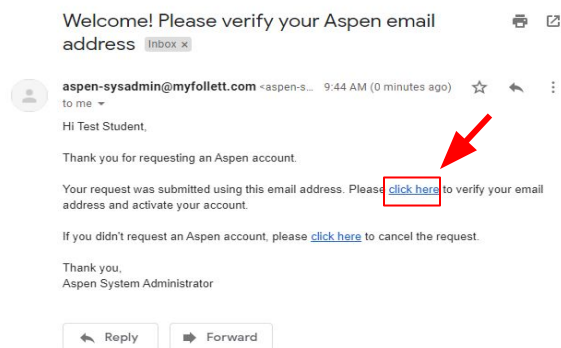 Welcome! Please verify your Aspen email
address Inbox x
aspen-sysadmin@myfollett.com <aspen-s... 9:44 AM (0 minutes ago)
to me
Hi Test Student,
Thank you for requesting an Aspen account.
Your request was submitted using this email address. Please click here to verify your email
address and activate your account.
If you didn't request an Aspen account, please click here to cancel the request.
Thank you,
Aspen System Administrator
Reply Forward